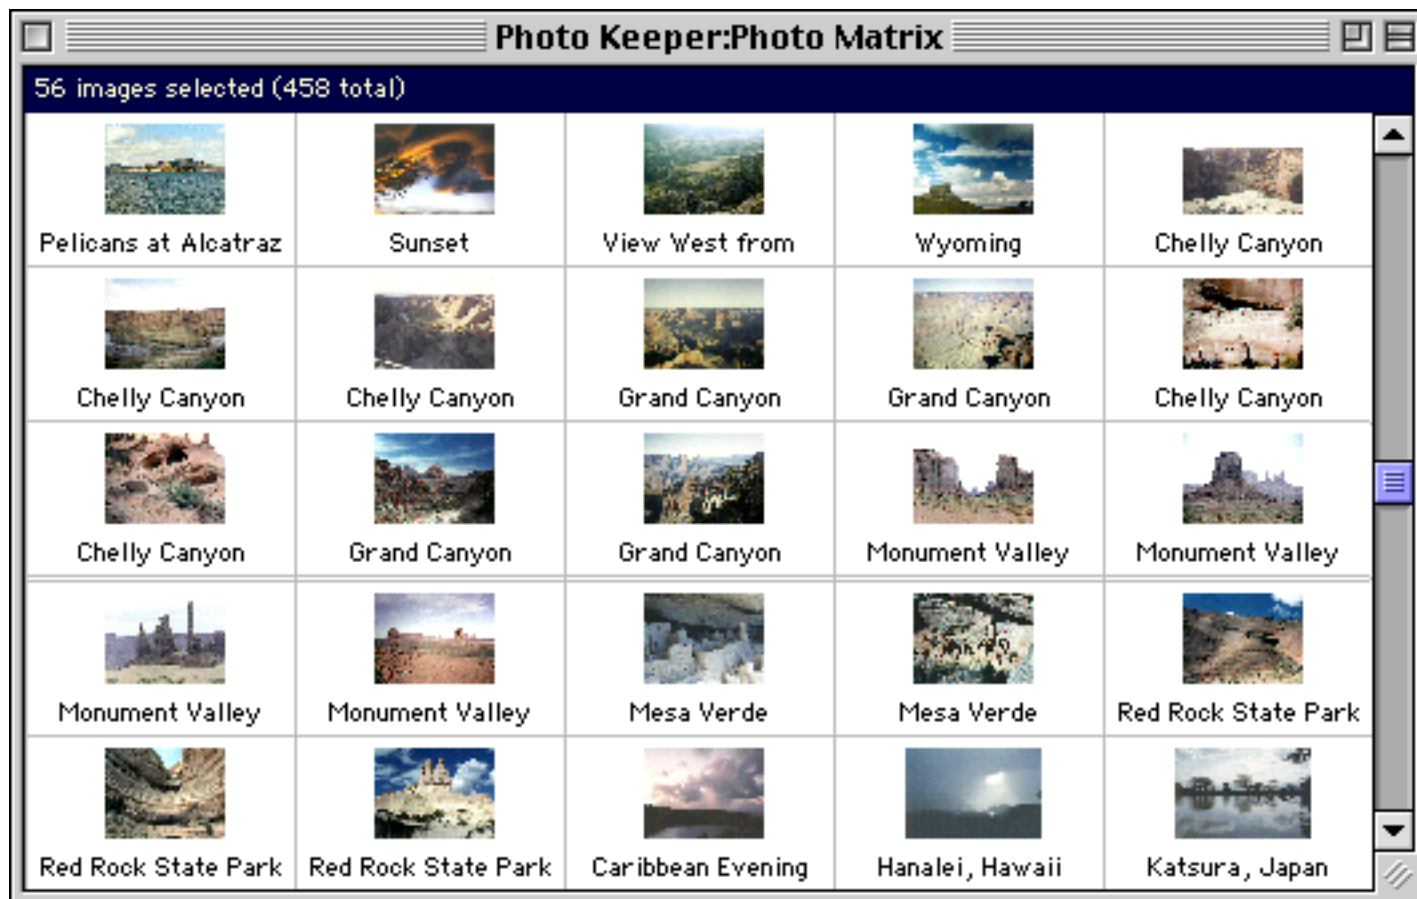 Photo Keeper:Photo Matrix
56 images selected (458 total)
Pelicans at Alcatraz
Sunset
View West from
Wyoming
Chelly Canyon
Chelly Canyon
Chelly Canyon
Grand Canyon
Grand Canyon
Chelly Canyon
Chelly Canyon
Grand Canyon
Grand Canyon
Monument Valley
Monument Valley
Monument Valley
Monument Valley
Mesa Verde
Mesa Verde
Red Rock State Park
Red Rock State Park
Red Rock State Park
Caribbean Evening
Hanalei, Hawaii
Katsura, Japan